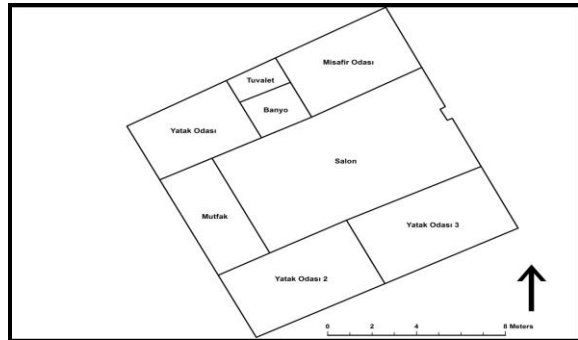 Misafir Odası
Tuvalet
Banyo
Yatak Odası
Salon
Mutfak
Yatak Odası 3
Yatak Odası 2
0 2 4 8 Meters